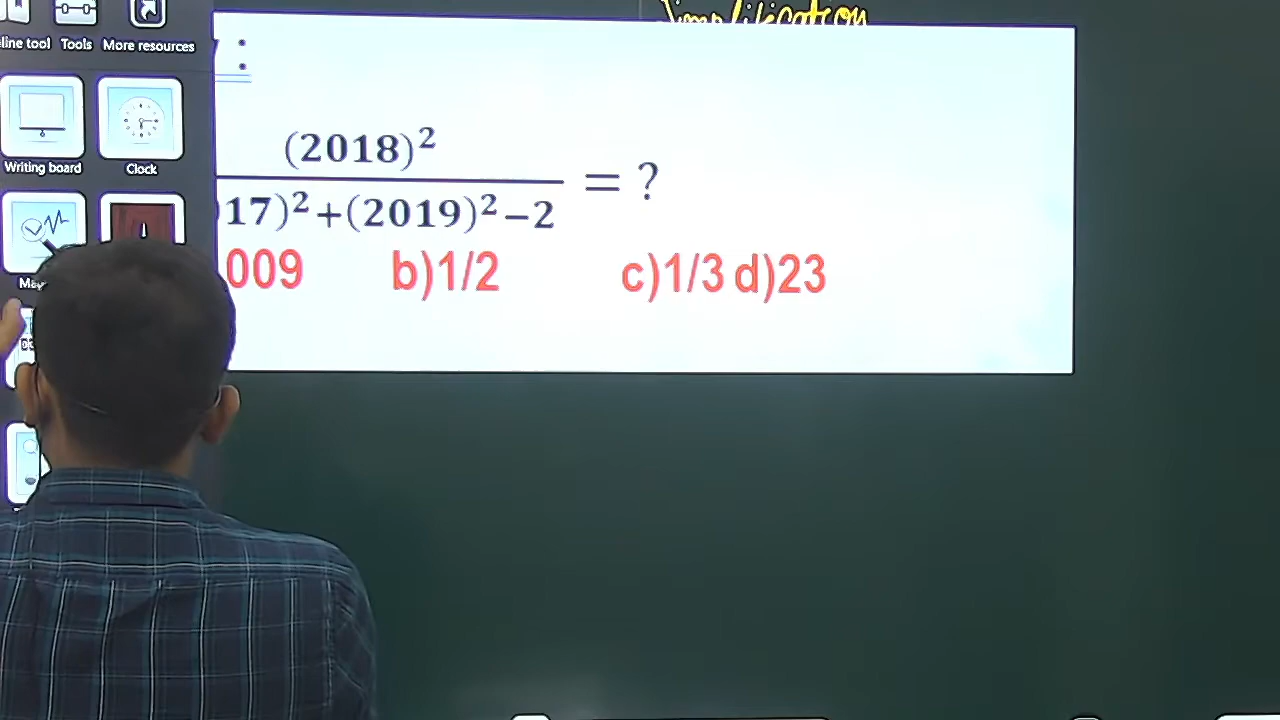 Simplification
line tool Tools More resources
:
Writing board Clock
(2018)²
17)²+(2019)²−2 = ?
009 b)1/2 c)1/3 d)23